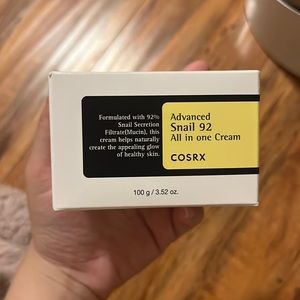 Formulated with 92%
Snail Secretion
Filtrate(Mucin), this
cream helps naturally
create the appealing glow
of healthy skin.
Advanced
Snail 92
All in one Cream
COSRX
100 g / 3.52 oz.